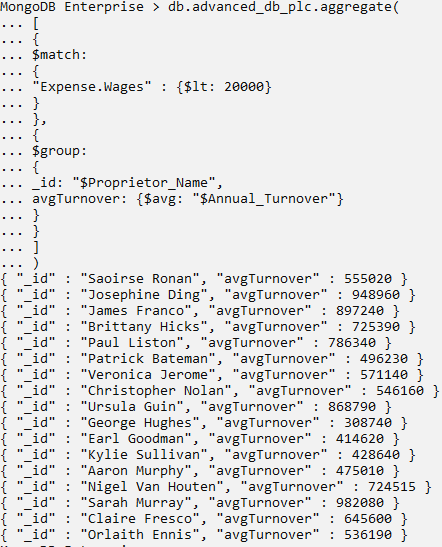 MongoDB Enterprise > db.advanced_db_plc.aggregate(
... [
... {
... $match:
... {
... "Expense.Wages" : {$lt: 20000}
... }
... },
... {
... $group:
... {
... _id: "$Proprietor_Name",
... avgTurnover: {$avg: "$Annual_Turnover"}
... }
... }
... ]
... )
{ "_id" : "Saoirse Ronan", "avgTurnover" : 555020 }
{ "_id" : "Josephine Ding", "avgTurnover" : 948960 }
{ "_id" : "James Franco", "avgTurnover" : 897240 }
{ "_id" : "Brittany Hicks", "avgTurnover" : 725390 }
{ "_id" : "Paul Liston", "avgTurnover" : 786340 }
{ "_id" : "Patrick Bateman", "avgTurnover" : 496230 }
{ "_id" : "Veronica Jerome", "avgTurnover" : 571140 }
{ "_id" : "Christopher Nolan", "avgTurnover" : 546160 }
{ "_id" : "Ursula Guin", "avgTurnover" : 868790 }
{ "_id" : "George Hughes", "avgTurnover" : 308740 }
{ "_id" : "Earl Goodman", "avgTurnover" : 414620 }
{ "_id" : "Kylie Sullivan", "avgTurnover" : 428640 }
{ "_id" : "Aaron Murphy", "avgTurnover" : 475010 }
{ "_id" : "Nigel Van Houten", "avgTurnover" : 724515 }
{ "_id" : "Sarah Murray", "avgTurnover" : 982080 }
{ "_id" : "Claire Fresco", "avgTurnover" : 645600 }
{ "_id" : "Orlaith Ennis", "avgTurnover" : 536190 }